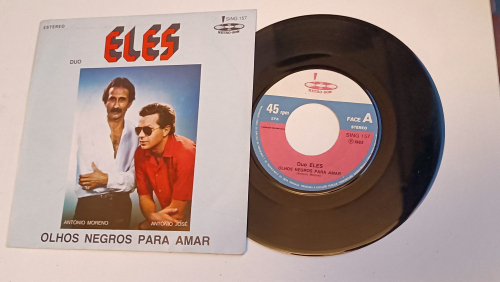 ESTEREO
SING 157
DUO
ELES
ANTÓNIO MORENO
ANTÓNIO JOSÉ
OLHOS NEGROS PARA AMAR
45 rpm
FACE A
STEREO
SING 157
Duo ELES
OLHOS NEGROS PARA AMAR